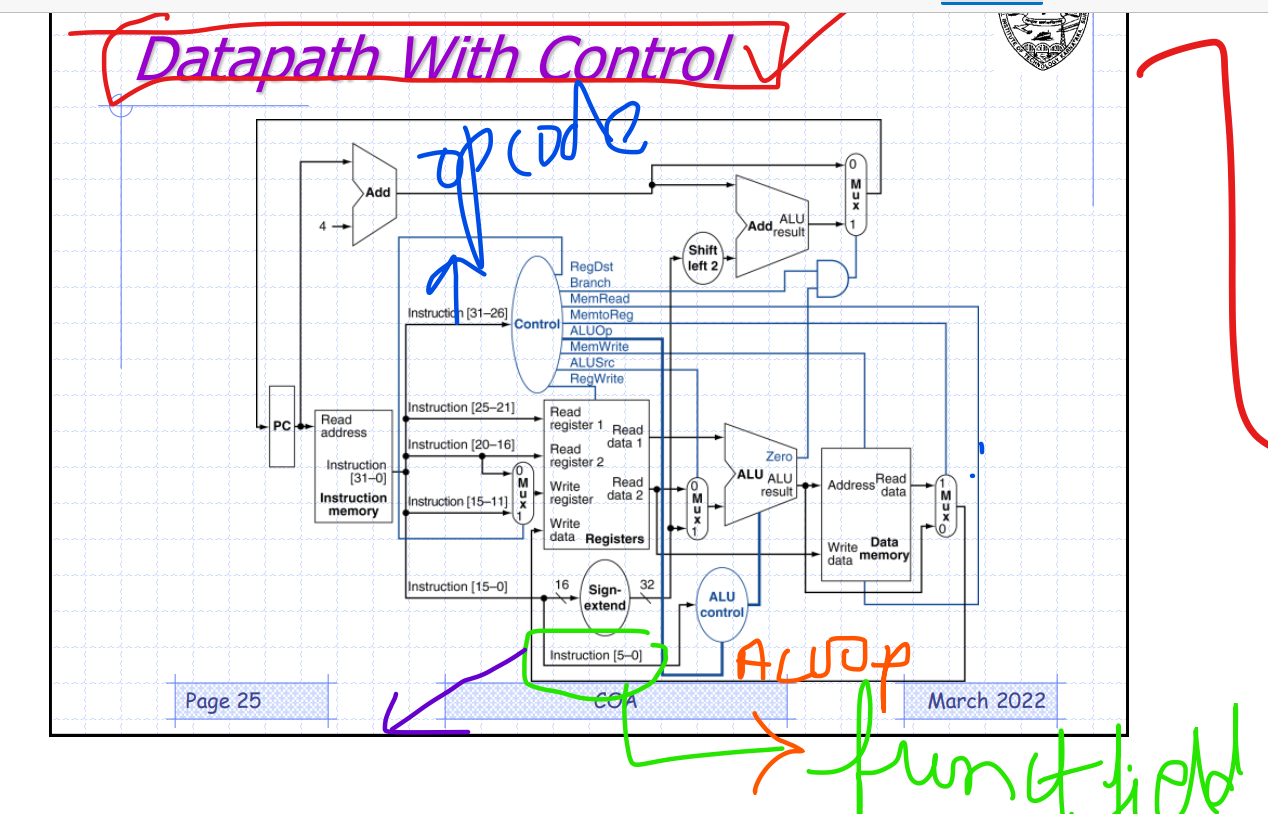 Datapath With Control
opcode
Add
4
0
Mux
1
Add ALU result
Shift left 2
RegDst
Branch
MemRead
MemtoReg
ALUOp
MemWrite
ALUSrc
RegWrite
Control
Instruction [31–26]
PC
Read address
Instruction [31–0]
Instruction memory
Instruction [25–21]
Instruction [20–16]
Instruction [15–11]
0
Mux
1
Read register 1
Read register 2
Write register
Write data
Read data 1
Read data 2
Registers
0
Mux
1
Zero
ALU
ALU result
Address
Read data
Write data
Data memory
1
Mux
0
Instruction [15–0]
16
Sign-extend
32
ALU control
Instruction [5–0]
ALUOp
Page 25
COA
March 2022
funct field